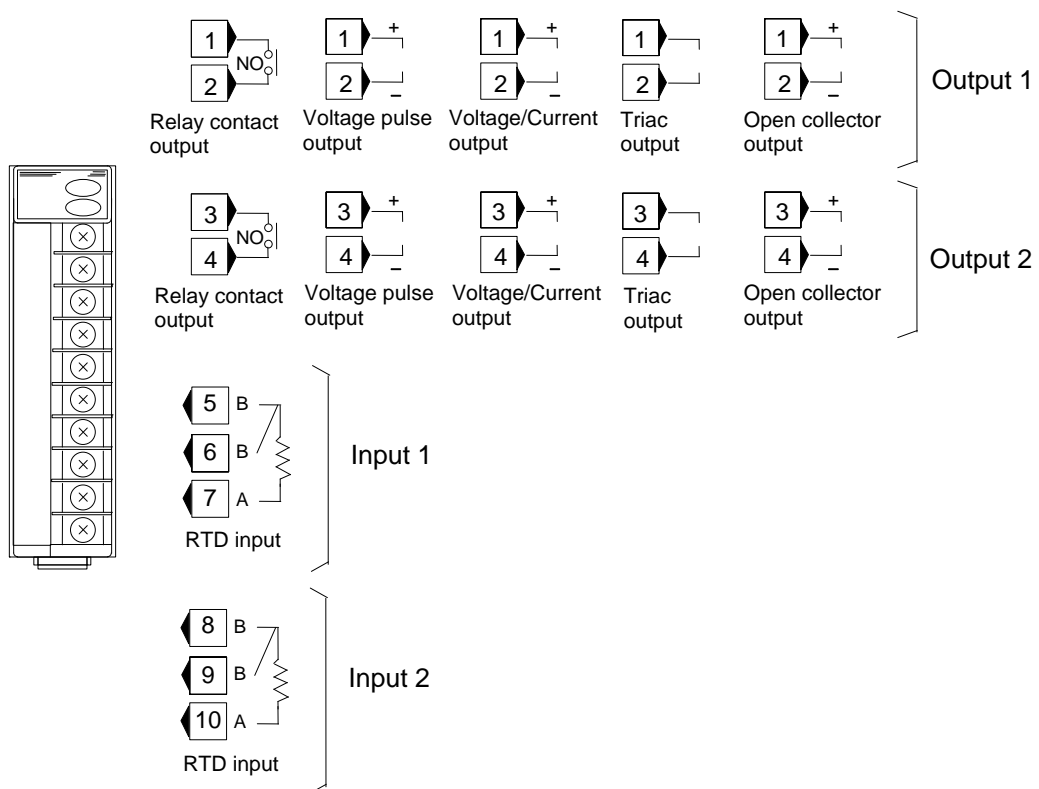 1 + 1 + 1 + 1 1 +
NO
2 2 – 2 – 2 2 –
Output 1
Relay contact output
Voltage pulse output
Voltage/Current output
Triac output
Open collector output
3 + 3 + 3 + 3 3 +
NO
4 4 – 4 – 4 4 –
Output 2
Relay contact output
Voltage pulse output
Voltage/Current output
Triac output
Open collector output
5 B
6 B
7 A
RTD input
Input 1
8 B
9 B
10 A
RTD input
Input 2